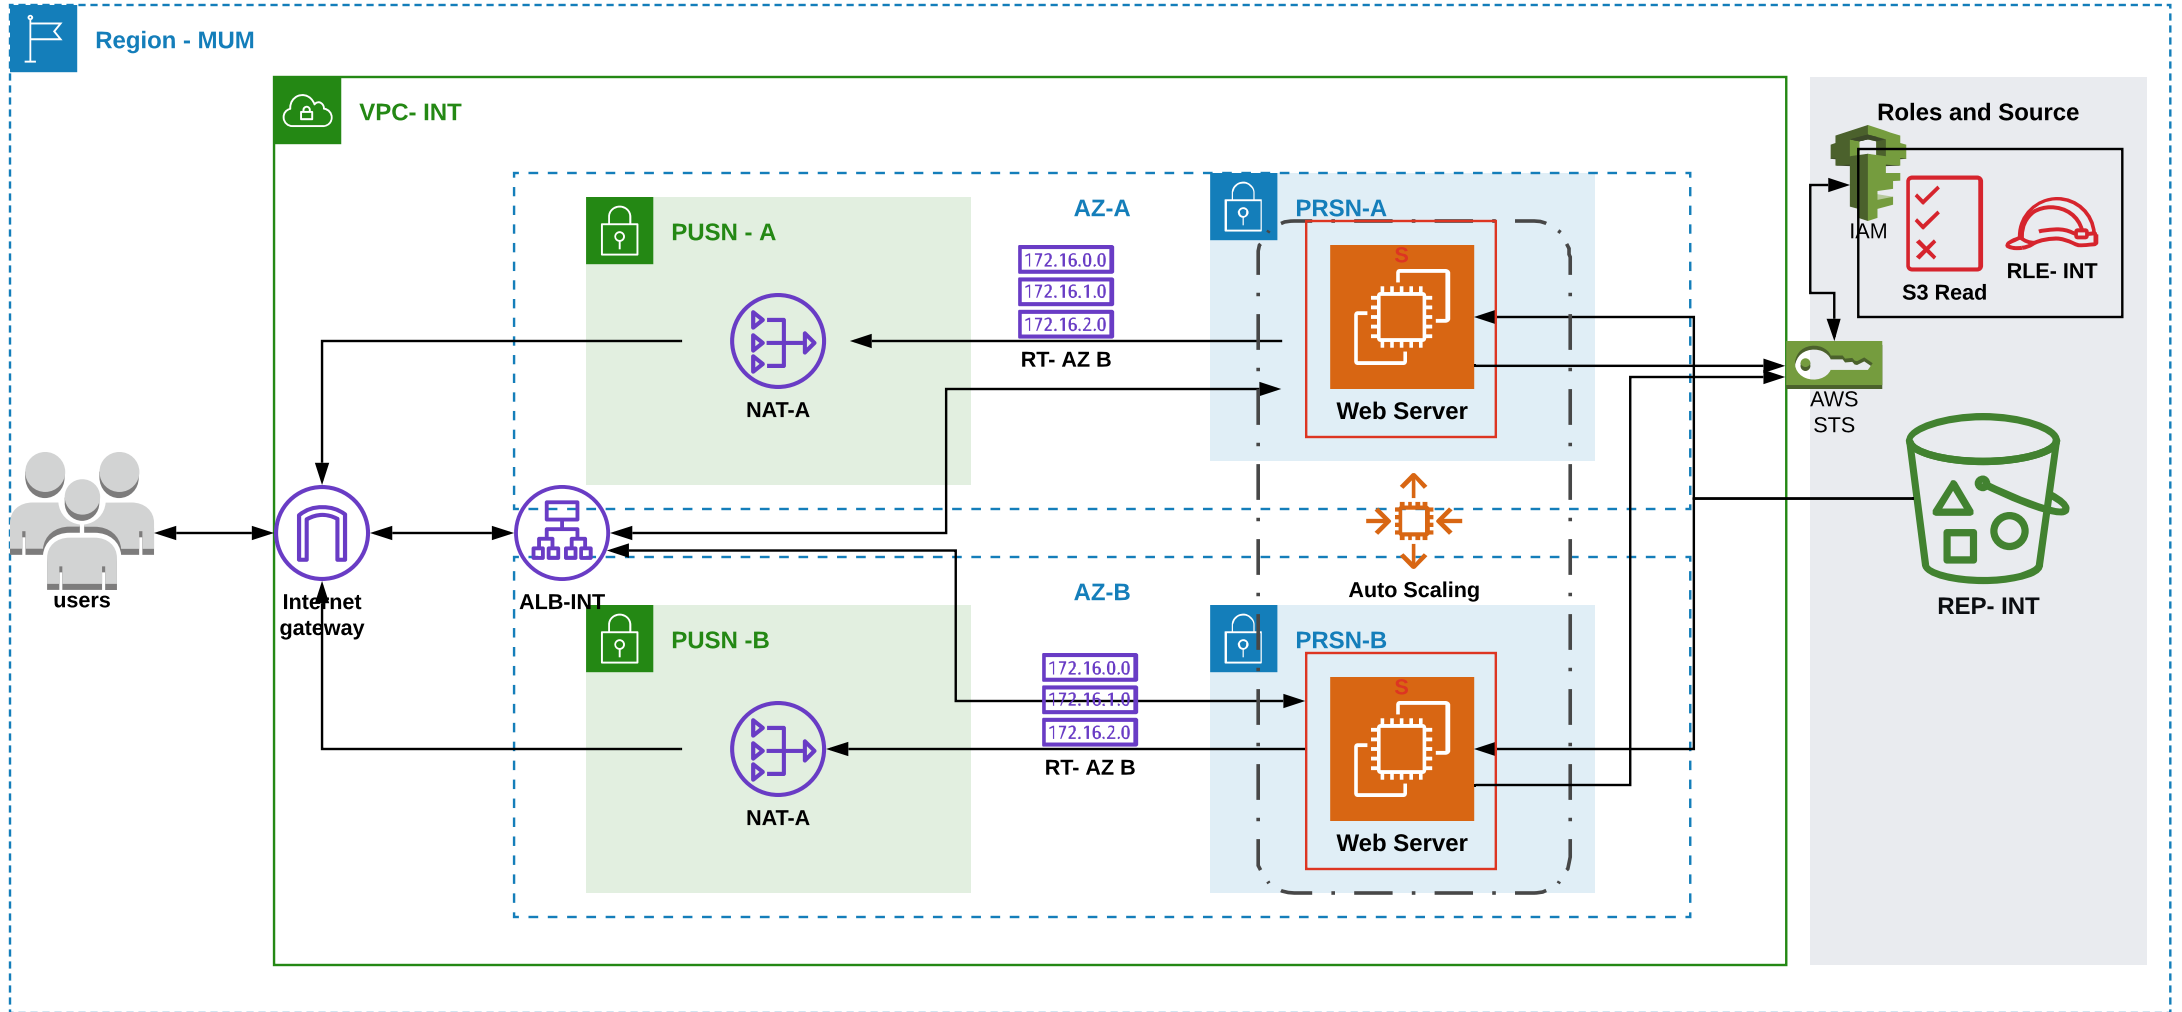 Region - MUM
VPC- INT
Roles and Source
AZ-A
PRSN-A
PUSN - A
172.16.0.0
172.16.1.0
172.16.2.0
RT- AZ B
S
Web Server
IAM
S3 Read
RLE- INT
NAT-A
AWS
STS
users
Internet
gateway
ALB-INT
Auto Scaling
REP- INT
AZ-B
PUSN -B
PRSN-B
172.16.0.0
172.16.1.0
172.16.2.0
RT- AZ B
S
Web Server
NAT-A